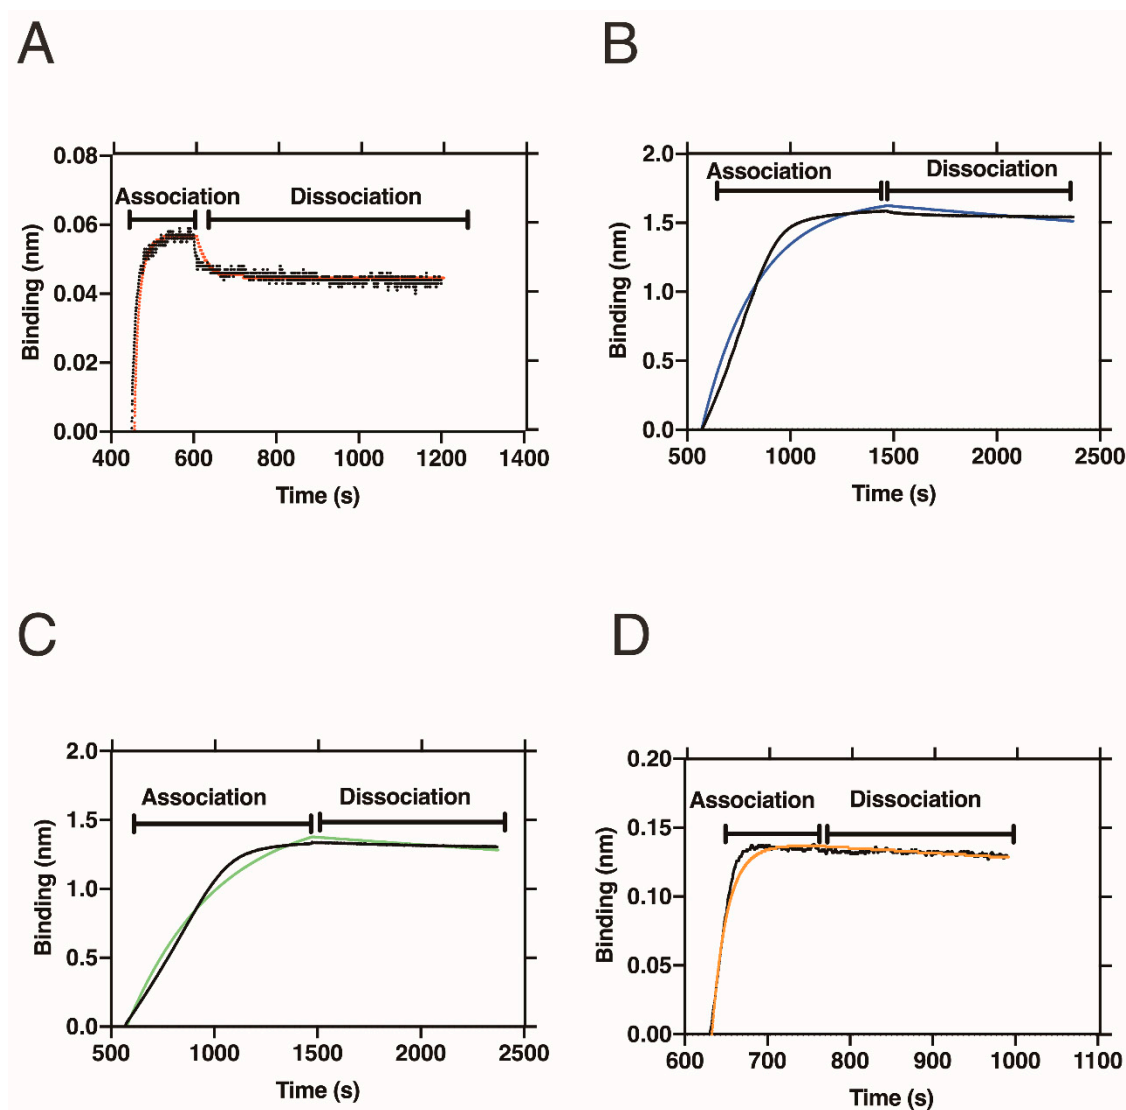 A
0.08
Association Dissociation
0.06
0.04
0.02
0.00
400 600 800 1000 1200 1400
Binding (nm)
Time (s)
B
2.0
Association Dissociation
1.5
1.0
0.5
0.0
500 1000 1500 2000 2500
Binding (nm)
Time (s)
C
2.0
Association Dissociation
1.5
1.0
0.5
0.0
500 1000 1500 2000 2500
Binding (nm)
Time (s)
D
0.20
Association Dissociation
0.15
0.10
0.05
0.00
600 700 800 900 1000 1100
Binding (nm)
Time (s)